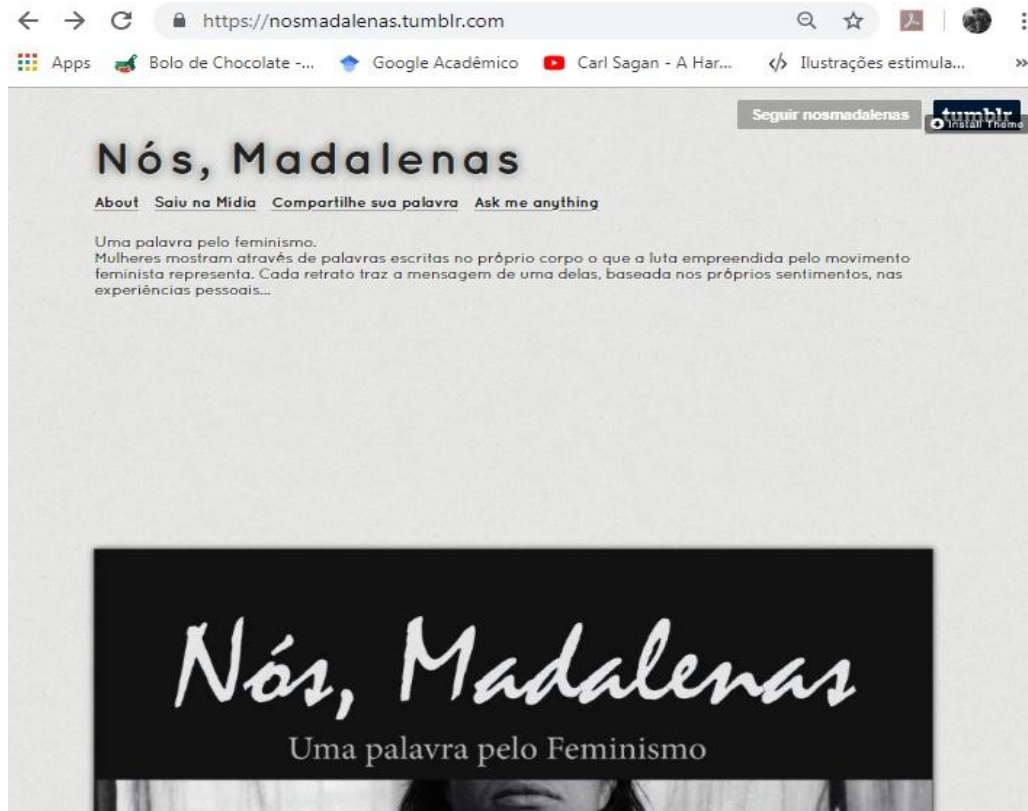 https://nosmadalenas.tumblr.com
Apps Bolo de Chocolate -... Google Acadêmico Carl Sagan - A Har... Ilustrações estimula... »
Seguir nosmadalenas tumblr.
Install Theme
Nós, Madalenas
About Saiu na Mídia Compartilhe sua palavra Ask me anything
Uma palavra pelo feminismo.
Mulheres mostram através de palavras escritas no próprio corpo o que a luta empreendida pelo movimento
feminista representa. Cada retrato traz a mensagem de uma delas, baseada nos próprios sentimentos, nas
experiências pessoais...
Nós, Madalenas
Uma palavra pelo Feminismo